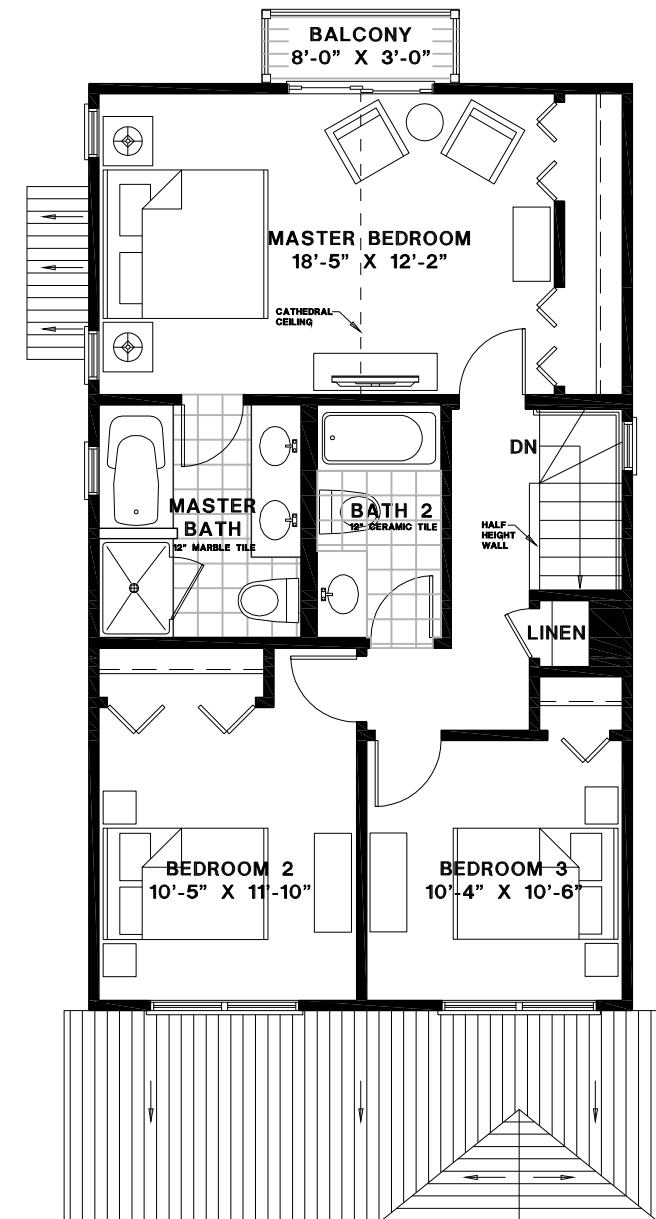 BALCONY
8'-0" X 3'-0"
MASTER BEDROOM
18'-5" X 12'-2"
CATHEDRAL
CEILING
DN
MASTER
BATH
12" MARBLE TILE
BATH 2
12" CERAMIC TILE
HALF
HEIGHT
WALL
LINEN
BEDROOM 2
10'-5" X 11'-10"
BEDROOM 3
10'-4" X 10'-6"